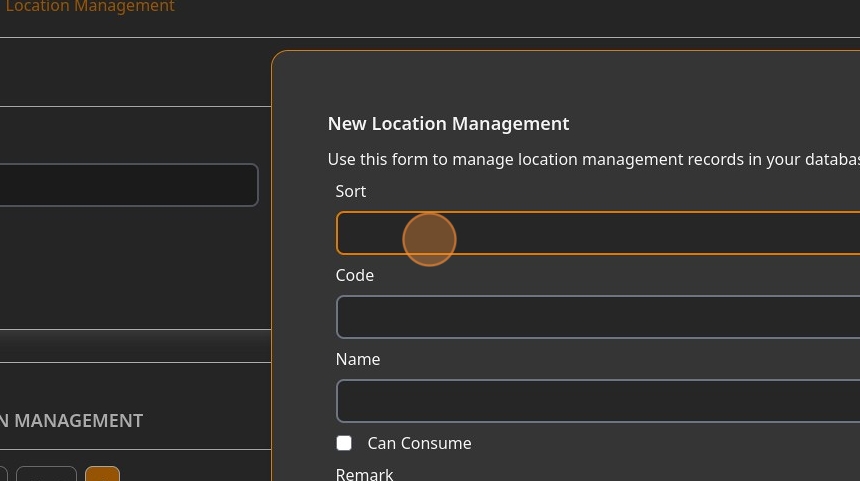 Location Management
New Location Management
Use this form to manage location management records in your
Sort
Code
Name
MANAGEMENT
Can Consume
Remark